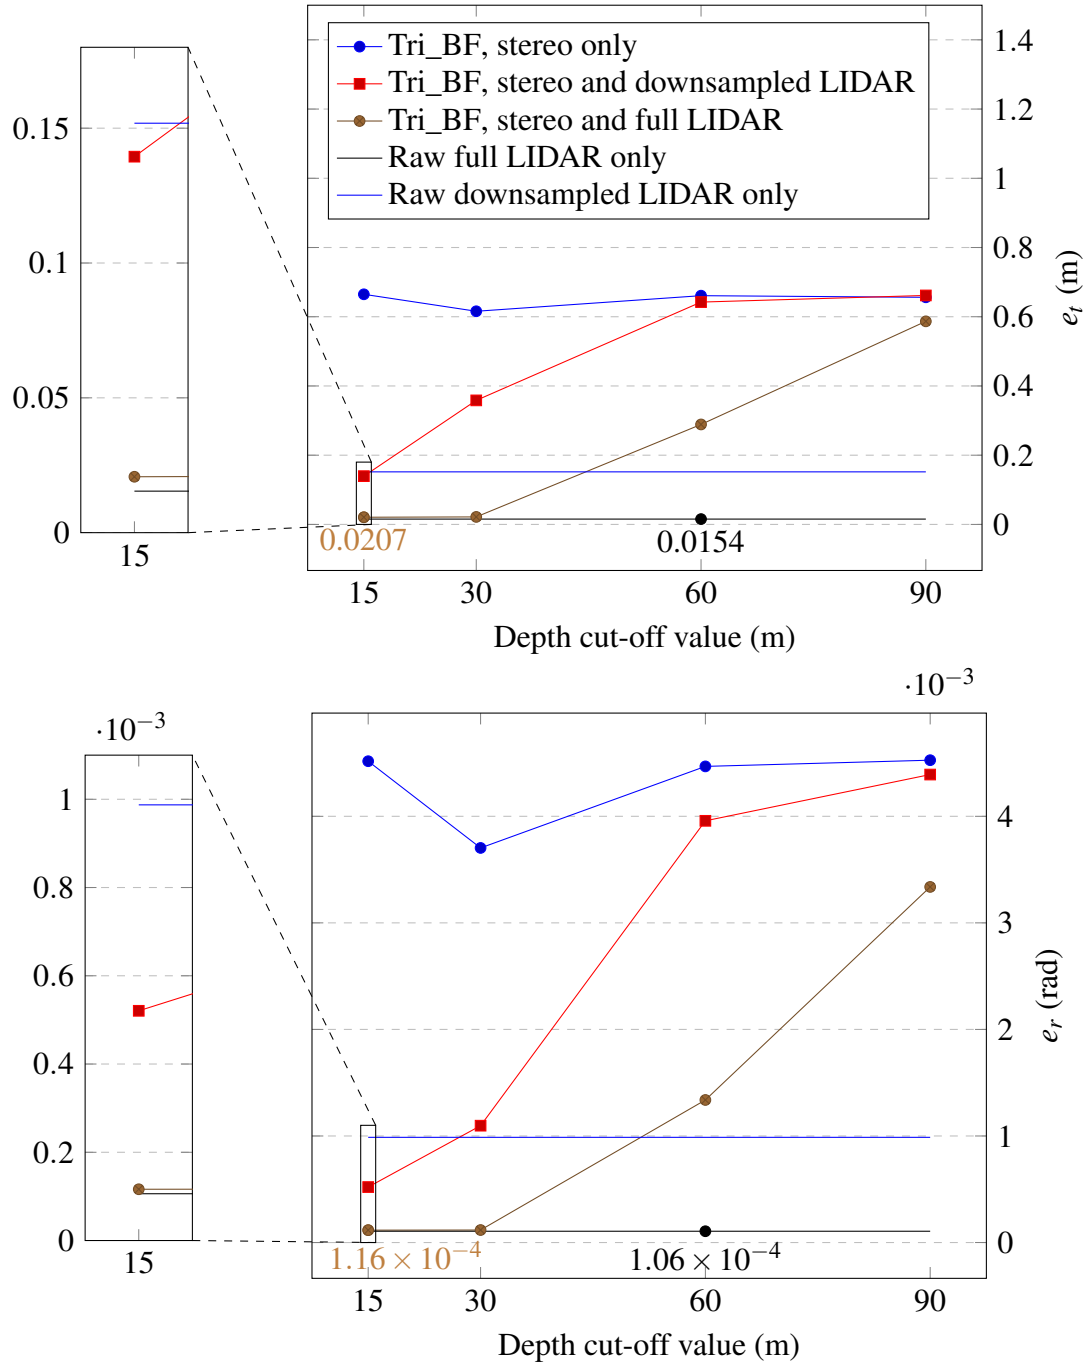 Tri_BF, stereo only
Tri_BF, stereo and downsampled LIDAR
Tri_BF, stereo and full LIDAR
Raw full LIDAR only
Raw downsampled LIDAR only
0.15
0.1
0.05
0
15
1.4
1.2
1
0.8
0.6
0.4
0.2
0
e_t (m)
0.0207
0.0154
15 30 60 90
Depth cut-off value (m)
·10⁻³
·10⁻³
1
0.8
0.6
0.4
0.2
0
15
4
3
2
1
0
e_r (rad)
1.16 × 10⁻⁴
1.06 × 10⁻⁴
15 30 60 90
Depth cut-off value (m)